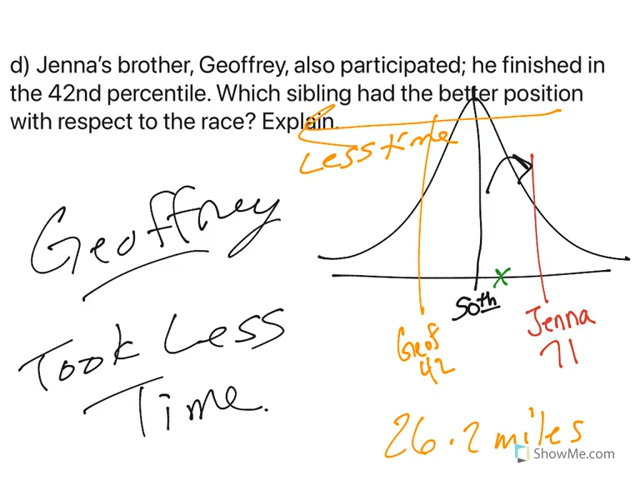 d) Jenna's brother, Geoffrey, also participated; he finished in
the 42nd percentile. Which sibling had the better position
with respect to the race? Explain.
Less time
Geoffrey
Took Less
Time.
50th
x
Geof
42
Jenna
71
26.2 miles
ShowMe.com